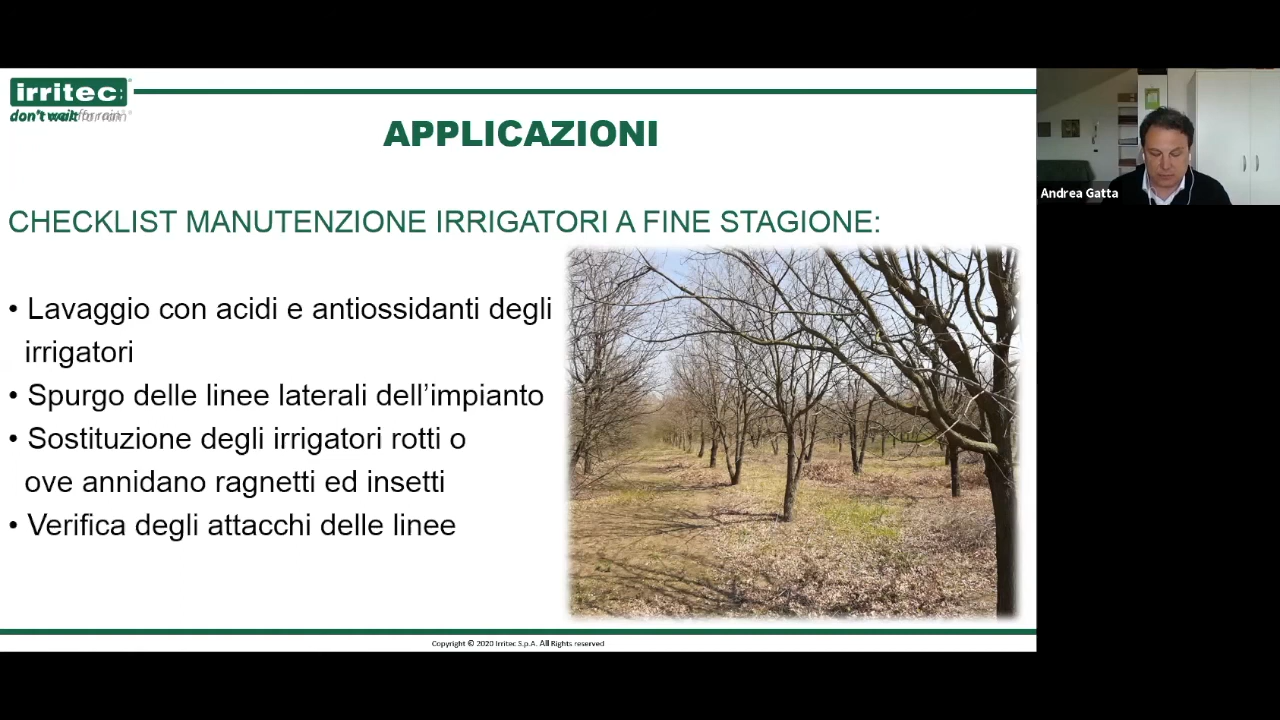 irritec
don't wait for rain®
APPLICAZIONI
Andrea Gatta
CHECKLIST MANUTENZIONE IRRIGATORI A FINE STAGIONE:
• Lavaggio con acidi e antiossidanti degli
irrigatori
• Spurgo delle linee laterali dell’impianto
• Sostituzione degli irrigatori rotti o
ove annidano ragnetti ed insetti
• Verifica degli attacchi delle linee
Copyright © 2020 Irritec S.p.A. All Rights reserved